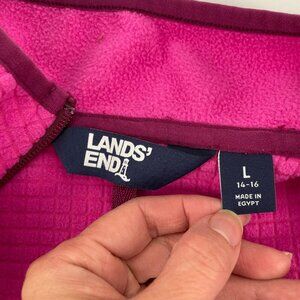 LANDS'
END
L
14-16
MADE IN
EGYPT